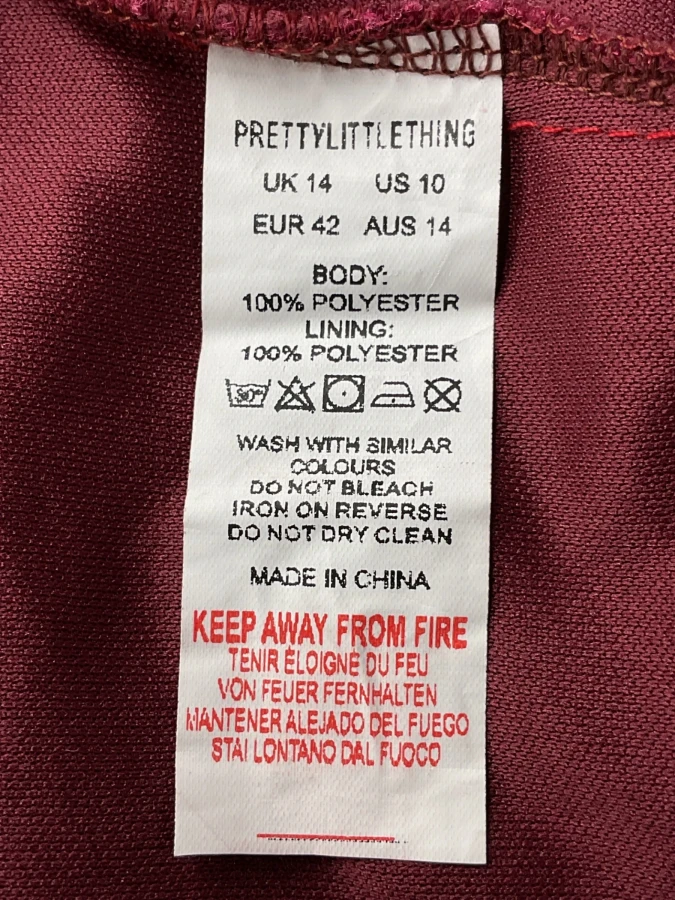 PRETTYLITTLETHING
UK 14 US 10
EUR 42 AUS 14
BODY:
100% POLYESTER
LINING:
100% POLYESTER
30°
WASH WITH SIMILAR
COLOURS
DO NOT BLEACH
IRON ON REVERSE
DO NOT DRY CLEAN
MADE IN CHINA
KEEP AWAY FROM FIRE
TENIR ÉLOIGNÉ DU FEU
VON FEUER FERNHALTEN
MANTENER ALEJADO DEL FUEGO
STAI LONTANO DAL FUOCO